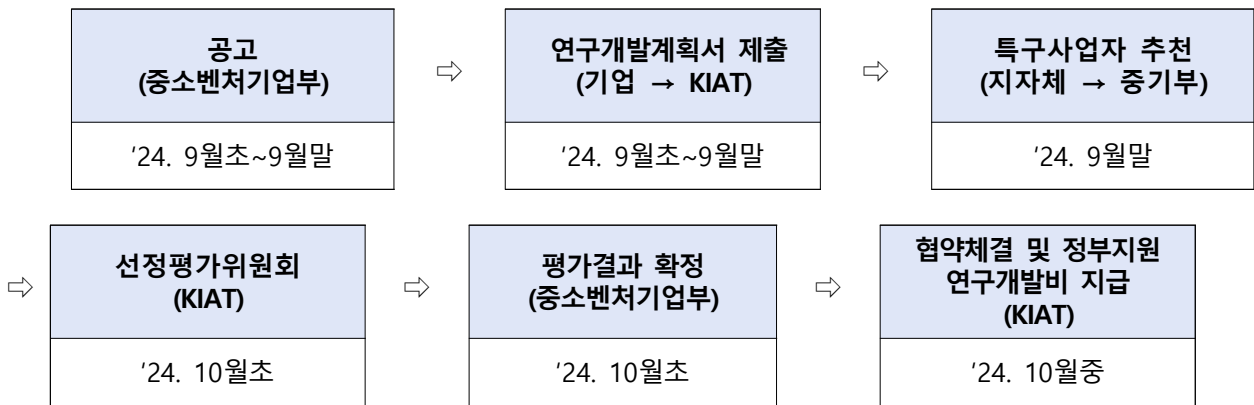 공고
(중소벤처기업부)
'24. 9월초~9월말
⇨
연구개발계획서 제출
(기업 → KIAT)
'24. 9월초~9월말
⇨
특구사업자 추천
(지자체 → 중기부)
'24. 9월말
⇨
선정평가위원회
(KIAT)
'24. 10월초
⇨
평가결과 확정
(중소벤처기업부)
'24. 10월초
⇨
협약체결 및 정부지원
연구개발비 지급
(KIAT)
'24. 10월중